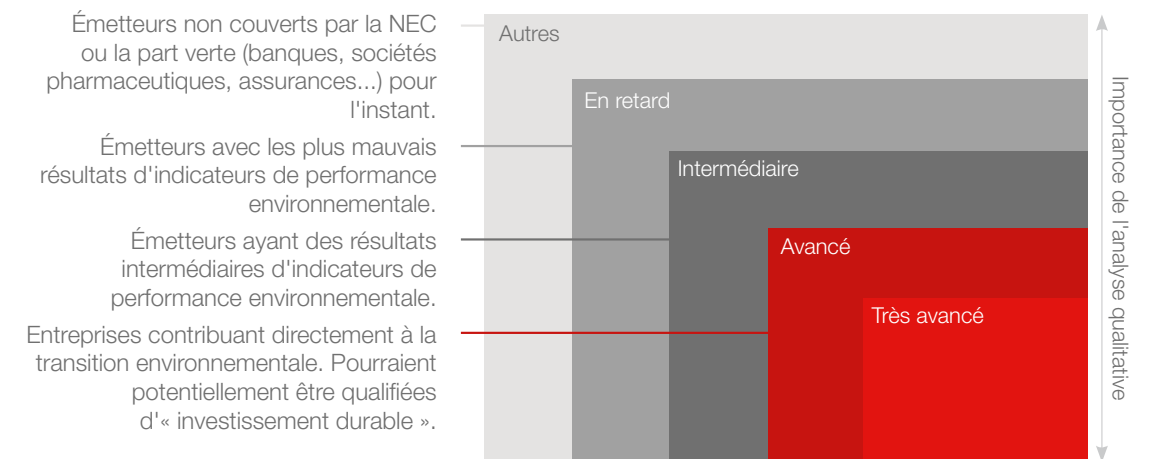 Émetteurs non couverts par la NEC
ou la part verte (banques, sociétés
pharmaceutiques, assurances...) pour
l'instant.
Émetteurs avec les plus mauvais
résultats d'indicateurs de performance
environnementale.
Émetteurs ayant des résultats
intermédiaires d'indicateurs de
performance environnementale.
Entreprises contribuant directement à la
transition environnementale. Pourraient
potentiellement être qualifiées
d'« investissement durable ».
Autres
En retard
Intermédiaire
Avancé
Très avancé
Importance de l'analyse qualitative